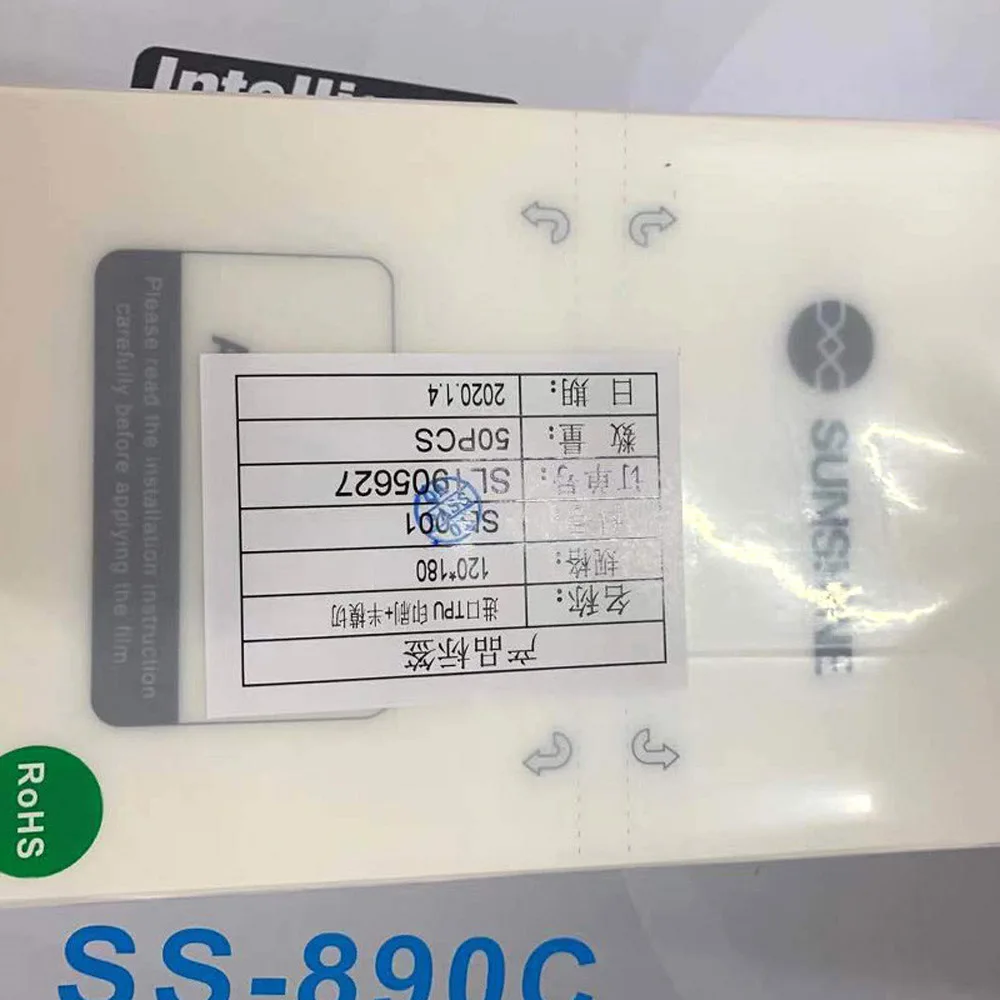 Intelli
Please read the installation instruction
carefully before applying the film
SUNSHINE
产品标签
名称: 进口TPU 印刷+半模切
规格: 120*180
订单号: SL1905627
数 量: 50PCS
日 期: 2020.1.4
PASS
RoHS
SS-890C